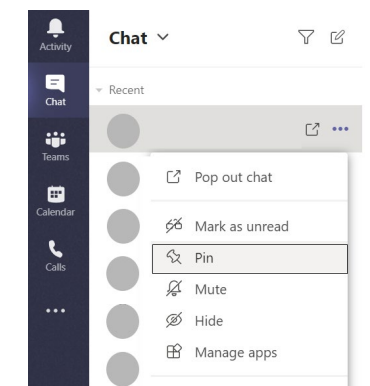 Activity
Chat
Teams
Calendar
Calls
Chat
Recent
Pop out chat
Mark as unread
Pin
Mute
Hide
Manage apps